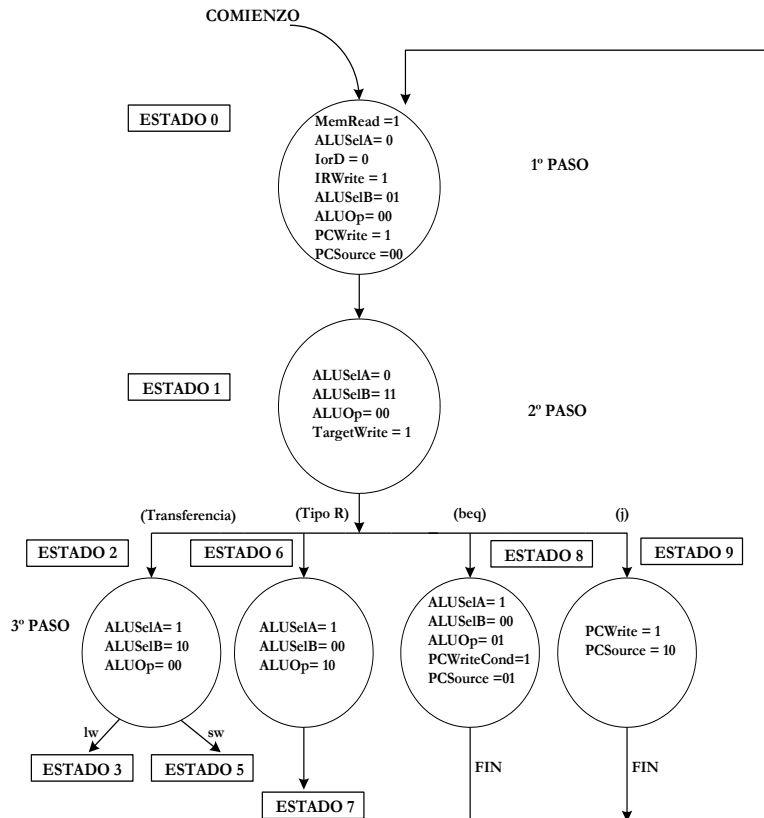 COMIENZO
ESTADO 0
MemRead =1
ALUSelA= 0
IorD = 0
IRWrite = 1
ALUSelB= 01
ALUOp= 00
PCWrite = 1
PCSource =00
1º PASO
ESTADO 1
ALUSelA= 0
ALUSelB= 11
ALUOp= 00
TargetWrite = 1
2º PASO
(Transferencia)
(Tipo R)
(beq)
(j)
ESTADO 2
ESTADO 6
ESTADO 8
ESTADO 9
3º PASO
ALUSelA= 1
ALUSelB= 10
ALUOp= 00
ALUSelA= 1
ALUSelB= 00
ALUOp= 10
ALUSelA= 1
ALUSelB= 00
ALUOp= 01
PCWriteCond=1
PCSource =01
PCWrite = 1
PCSource = 10
lw
sw
ESTADO 3
ESTADO 5
FIN
FIN
ESTADO 7